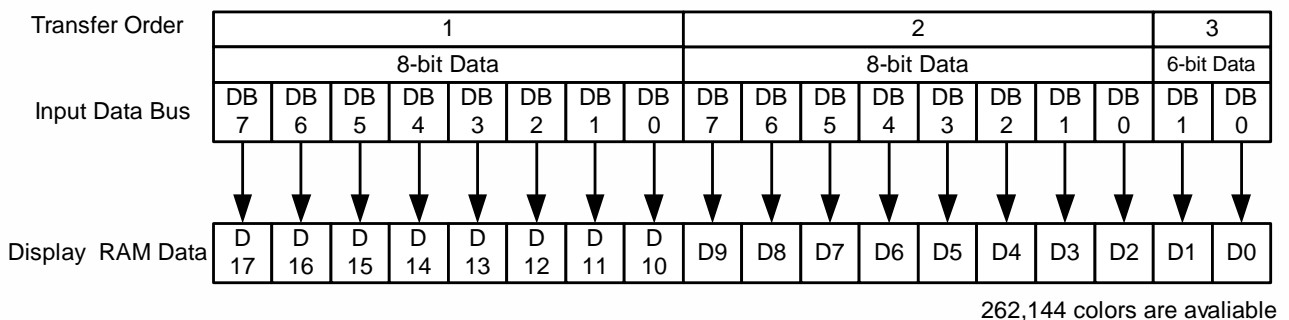 Transfer Order 1 2 3
8-bit Data 8-bit Data 6-bit Data
Input Data Bus DB 7 DB 6 DB 5 DB 4 DB 3 DB 2 DB 1 DB 0 DB 7 DB 6 DB 5 DB 4 DB 3 DB 2 DB 1 DB 0 DB 1 DB 0
Display RAM Data D 17 D 16 D 15 D 14 D 13 D 12 D 11 D 10 D9 D8 D7 D6 D5 D4 D3 D2 D1 D0
262,144 colors are avaliable